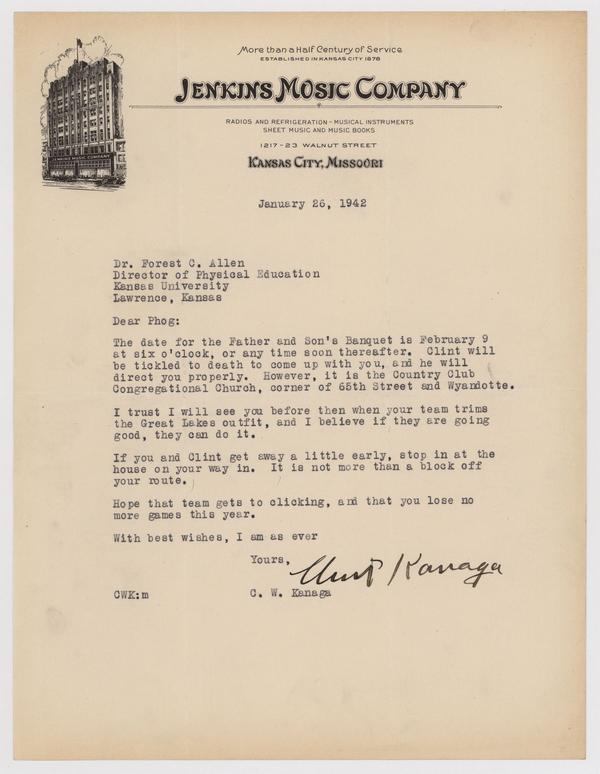 More than a Half Century of Service
ESTABLISHED IN KANSAS CITY 1878
JENKINS MUSIC COMPANY
RADIOS AND REFRIGERATION - MUSICAL INSTRUMENTS
SHEET MUSIC AND MUSIC BOOKS
1217-23 WALNUT STREET
KANSAS CITY, MISSOURI
JENKINS MUSIC COMPANY
January 26, 1942
Dr. Forest C. Allen
Director of Physical Education
Kansas University
Lawrence, Kansas
Dear Phog:
The date for the Father and Son's Banquet is February 9
at six o'clock, or any time soon thereafter. Clint will
be tickled to death to come up with you, and he will
direct you properly. However, it is the Country Club
Congregational Church, corner of 65th Street and Wyandotte.
I trust I will see you before then when your team trims
the Great Lakes outfit, and I believe if they are going
good, they can do it.
If you and Clint get away a little early, stop in at the
house on your way in. It is not more than a block off
your route.
Hope that team gets to clicking, and that you lose no
more games this year.
With best wishes, I am as ever
Yours,
Clint Kanaga
CWK:m
C. W. Kanaga